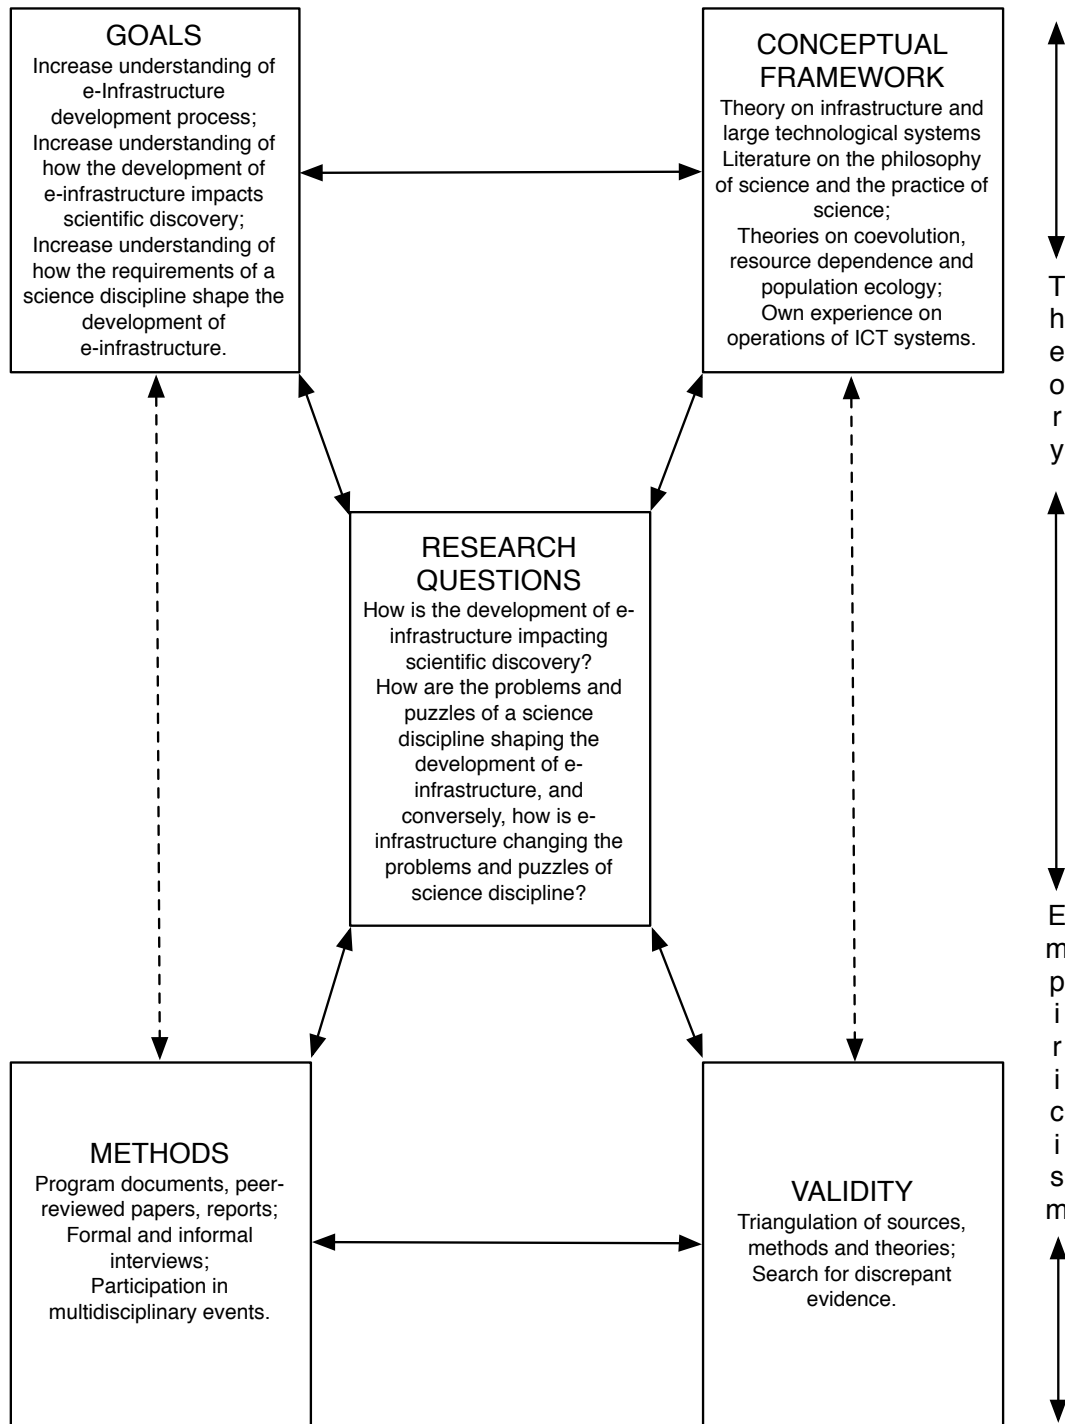 GOALS
Increase understanding of
e-Infrastructure
development process;
Increase understanding of
how the development of
e-infrastructure impacts
scientific discovery;
Increase understanding of
how the requirements of a
science discipline shape the
development of
e-infrastructure.
CONCEPTUAL
FRAMEWORK
Theory on infrastructure and
large technological systems
Literature on the philosophy
of science and the practice of
science;
Theories on coevolution,
resource dependence and
population ecology;
Own experience on
operations of ICT systems.
RESEARCH
QUESTIONS
How is the development of e-
infrastructure impacting
scientific discovery?
How are the problems and
puzzles of a science
discipline shaping the
development of e-
infrastructure, and
conversely, how is e-
infrastructure changing the
problems and puzzles of
science discipline?
METHODS
Program documents, peer-
reviewed papers, reports;
Formal and informal
interviews;
Participation in
multidisciplinary events.
VALIDITY
Triangulation of sources,
methods and theories;
Search for discrepant
evidence.
Theory
Empiricism